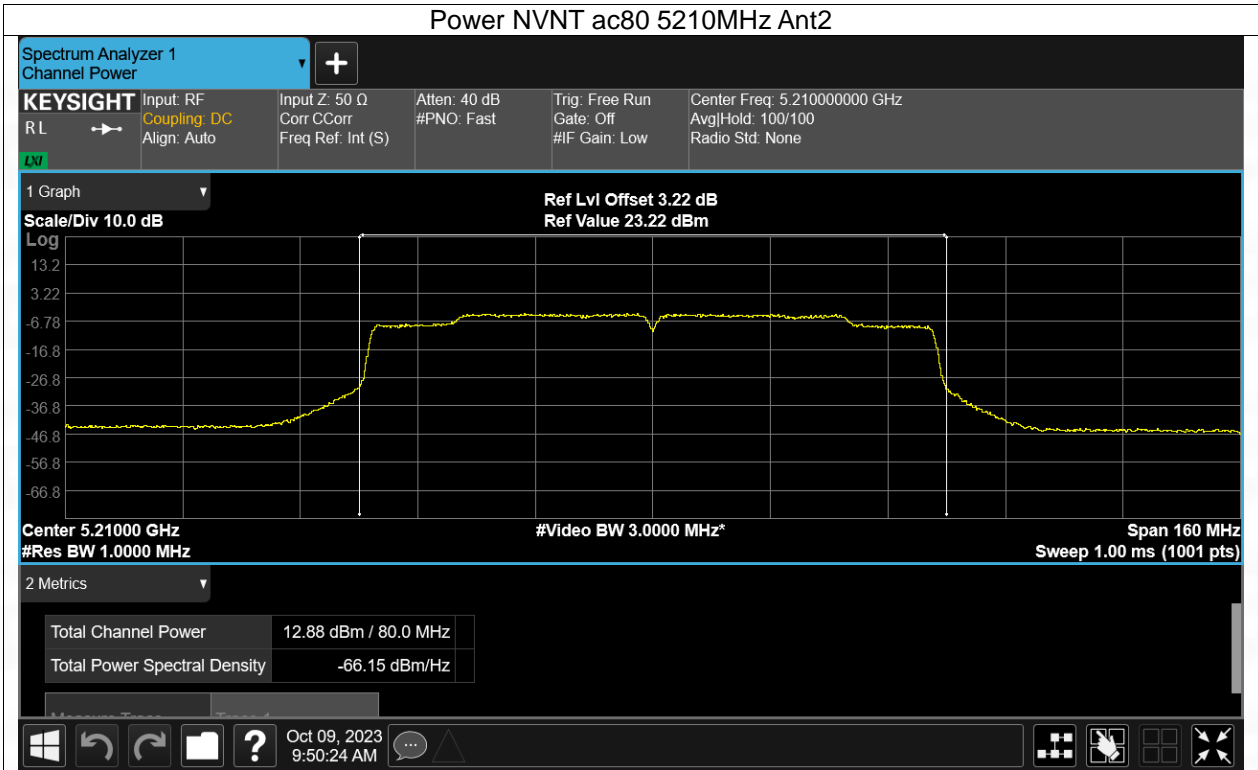 Power NVNT ac80 5210MHz Ant2
Spectrum Analyzer 1
Channel Power
KEYSIGHT
R L
LXI
Input: RF
Coupling: DC
Align: Auto
Input Z: 50 Ω
Corr CCorr
Freq Ref: Int (S)
Atten: 40 dB
#PNO: Fast
Trig: Free Run
Gate: Off
#IF Gain: Low
Center Freq: 5.210000000 GHz
Avg|Hold: 100/100
Radio Std: None
1 Graph
Scale/Div 10.0 dB
Ref Lvl Offset 3.22 dB
Ref Value 23.22 dBm
Log
13.2
3.22
-6.78
-16.8
-26.8
-36.8
-46.8
-56.8
-66.8
Center 5.21000 GHz
#Res BW 1.0000 MHz
#Video BW 3.0000 MHz*
Span 160 MHz
Sweep 1.00 ms (1001 pts)
2 Metrics
Total Channel Power 12.88 dBm / 80.0 MHz
Total Power Spectral Density -66.15 dBm/Hz
?
Oct 09, 2023
9:50:24 AM